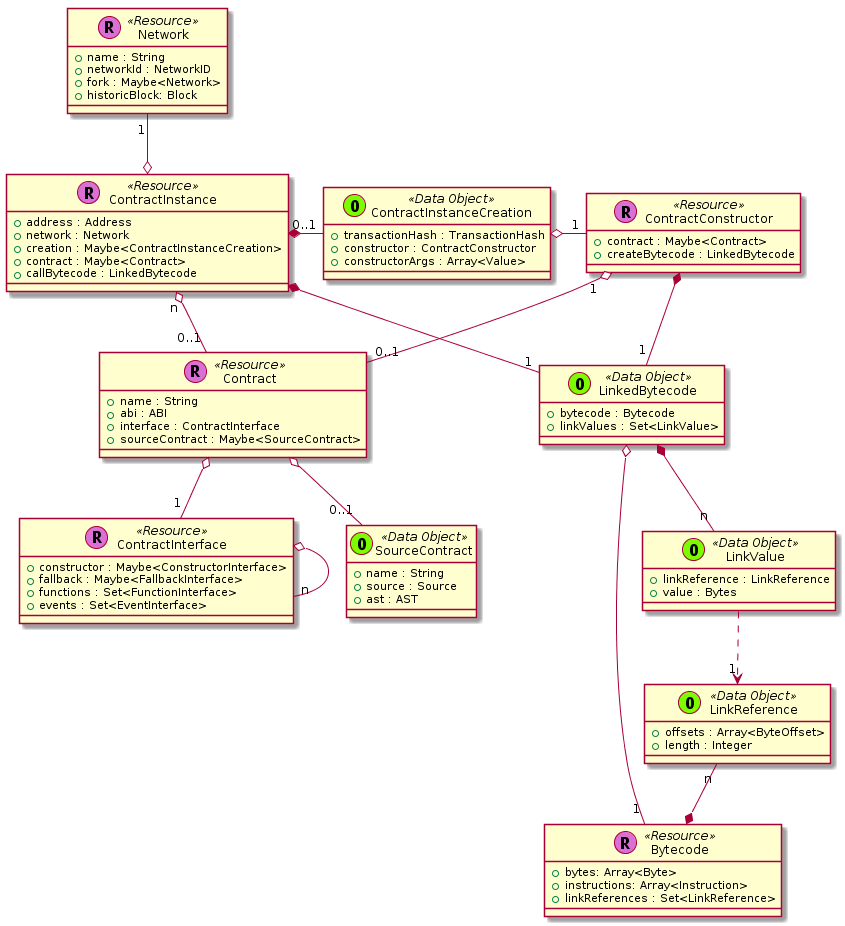 R «Resource»
Network
name : String
networkId : NetworkID
fork : Maybe<Network>
historicBlock: Block
1
R «Resource»
ContractInstance
address : Address
network : Network
creation : Maybe<ContractInstanceCreation>
contract : Maybe<Contract>
callBytecode : LinkedBytecode
0..1
O «Data Object»
ContractInstanceCreation
transactionHash : TransactionHash
constructor : ContractConstructor
constructorArgs : Array<Value>
1
R «Resource»
ContractConstructor
contract : Maybe<Contract>
createBytecode : LinkedBytecode
n
1
0..1
0..1
1
1
R «Resource»
Contract
name : String
abi : ABI
interface : ContractInterface
sourceContract : Maybe<SourceContract>
O «Data Object»
LinkedBytecode
bytecode : Bytecode
linkValues : Set<LinkValue>
1
0..1
n
R «Resource»
ContractInterface
constructor : Maybe<ConstructorInterface>
fallback : Maybe<FallbackInterface>
functions : Set<FunctionInterface>
events : Set<EventInterface>
n
O «Data Object»
SourceContract
name : String
source : Source
ast : AST
O «Data Object»
LinkValue
linkReference : LinkReference
value : Bytes
1
O «Data Object»
LinkReference
offsets : Array<ByteOffset>
length : Integer
n
1
R «Resource»
Bytecode
bytes: Array<Byte>
instructions: Array<Instruction>
linkReferences : Set<LinkReference>